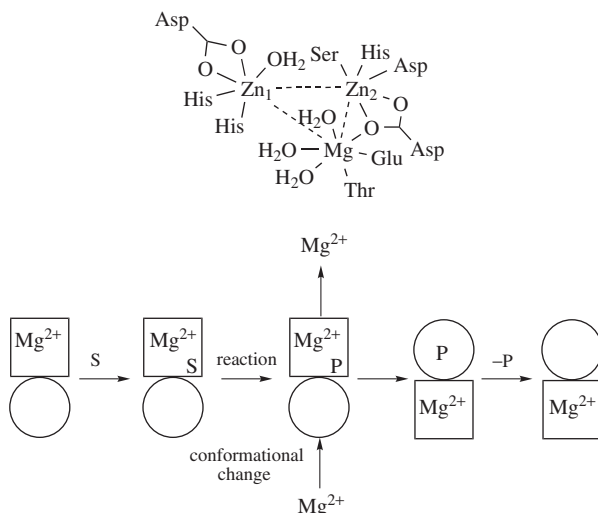 Asp
O
O
OH₂
Ser
His
Asp
His
Zn₁
Zn₂
O
His
H₂O
O
H₂O
Mg
Glu
Asp
H₂O
Thr
Mg²⁺
Mg²⁺
S
Mg²⁺
S
reaction
Mg²⁺
P
P
–P
Mg²⁺
Mg²⁺
conformational
change
Mg²⁺